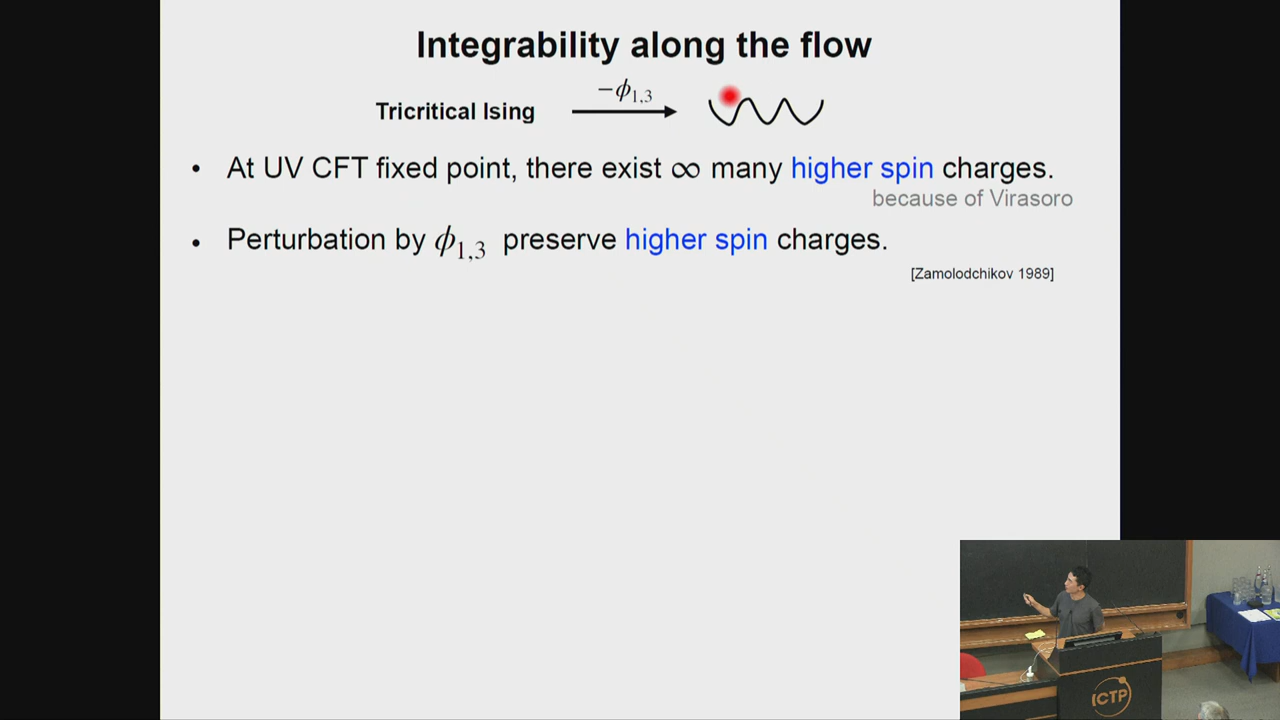 Integrability along the flow
−ϕ1,3
Tricritical Ising
• At UV CFT fixed point, there exist ∞ many higher spin charges.
because of Virasoro
• Perturbation by ϕ1,3 preserve higher spin charges.
[Zamolodchikov 1989]
ICTP